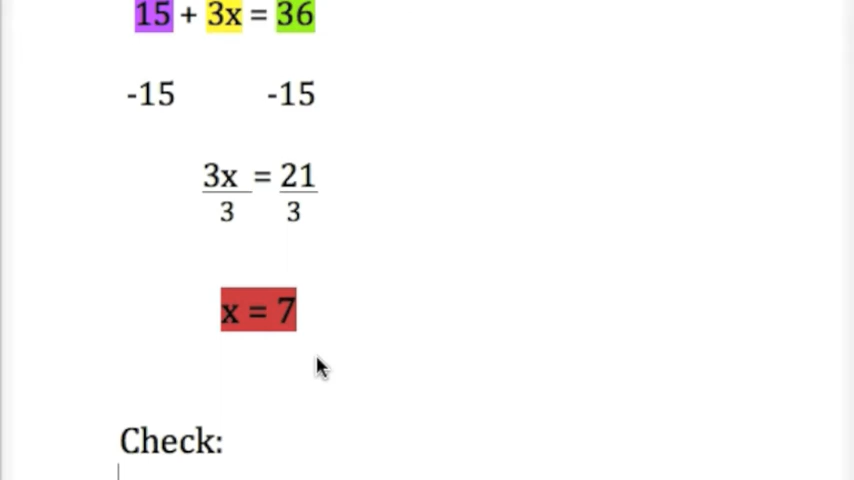 15 + 3x = 36
-15 -15
3x = 21
3 3
x = 7
Check: